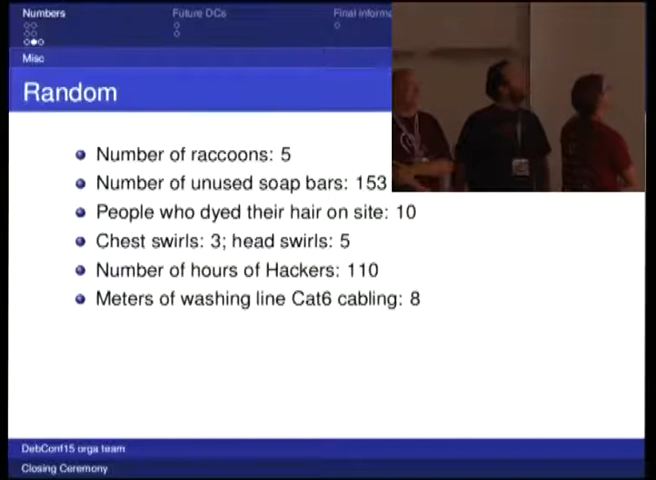 Numbers
Future DCs
Final
Misc
Random
Number of raccoons: 5
Number of unused soap bars: 153
People who dyed their hair on site: 10
Chest swirls: 3; head swirls: 5
Number of hours of Hackers: 110
Meters of washing line Cat6 cabling: 8
DebConf15 orga team
Closing Ceremony